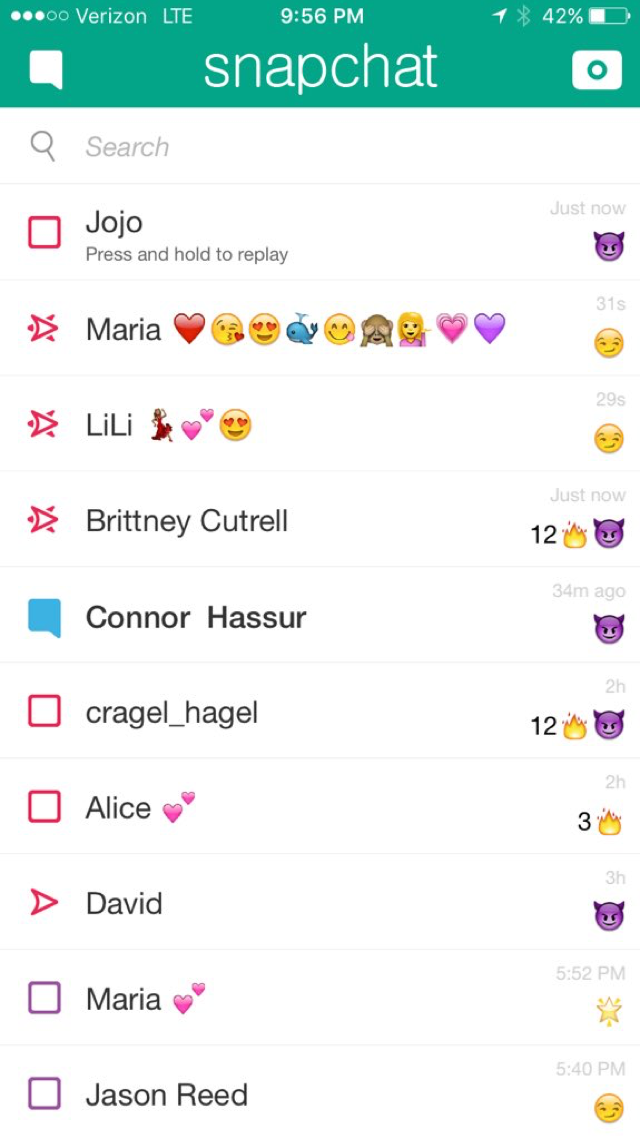 Verizon LTE 9:56 PM 42%
snapchat
Search
Just now
Jojo
Press and hold to replay
31s
Maria ❤️😘😍🐳😋🙈💁💗💜
29s
LiLi 💃💕😍
Just now
Brittney Cutrell 12🔥😈
34m ago
Connor Hassur
2h
cragel_hagel 12🔥😈
2h
Alice 💕 3🔥
3h
David
5:52 PM
Maria 💕
5:40 PM
Jason Reed